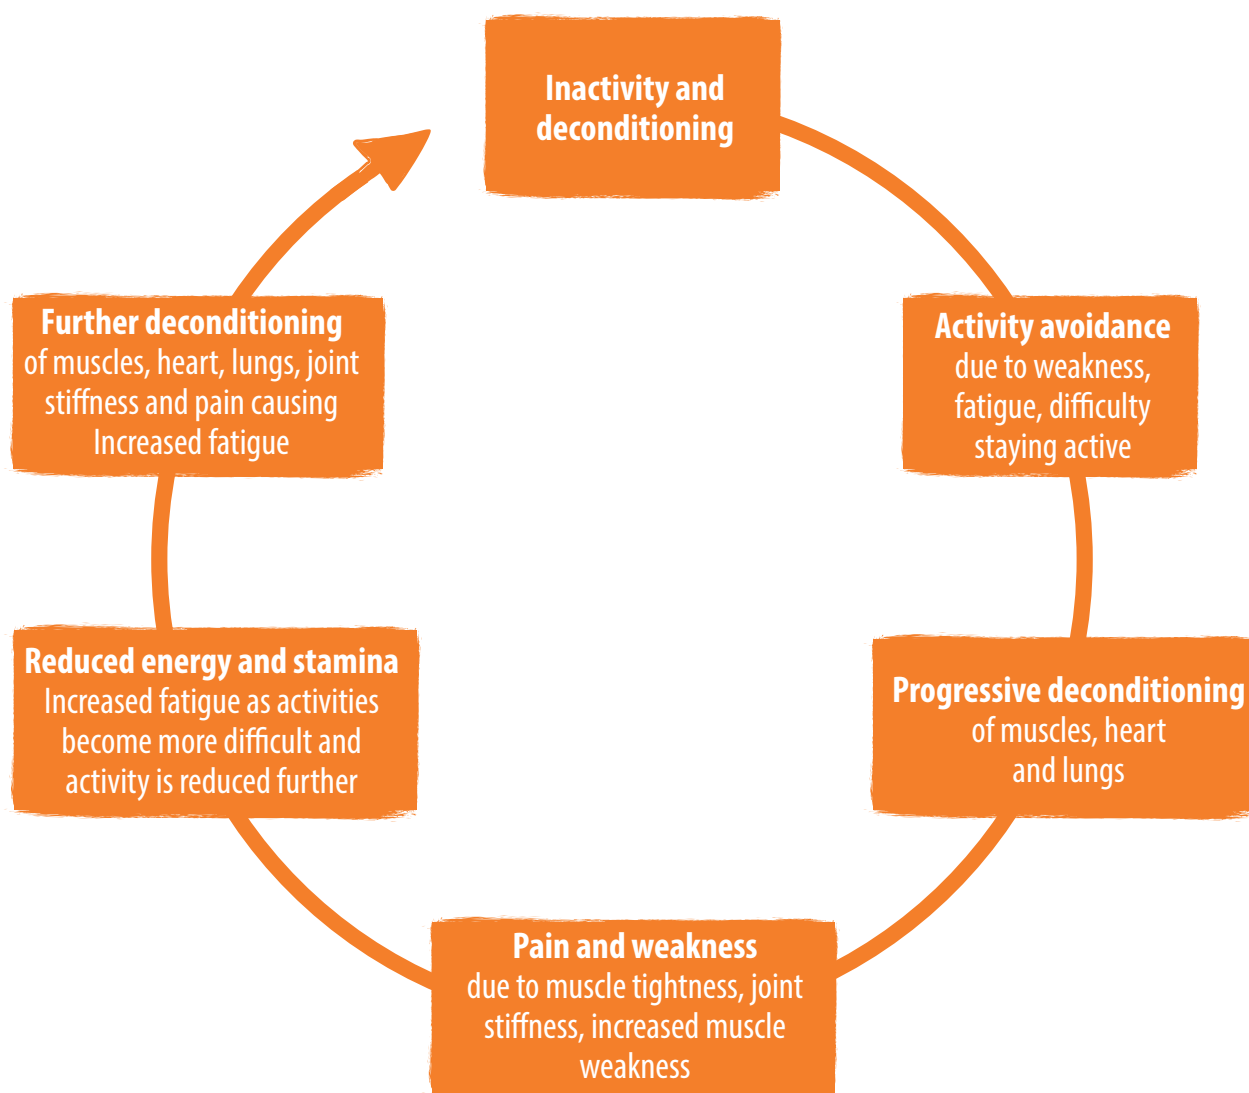 Inactivity and
deconditioning
Activity avoidance
due to weakness,
fatigue, difficulty
staying active
Progressive deconditioning
of muscles, heart
and lungs
Pain and weakness
due to muscle tightness, joint
stiffness, increased muscle
weakness
Reduced energy and stamina
Increased fatigue as activities
become more difficult and
activity is reduced further
Further deconditioning
of muscles, heart, lungs, joint
stiffness and pain causing
Increased fatigue